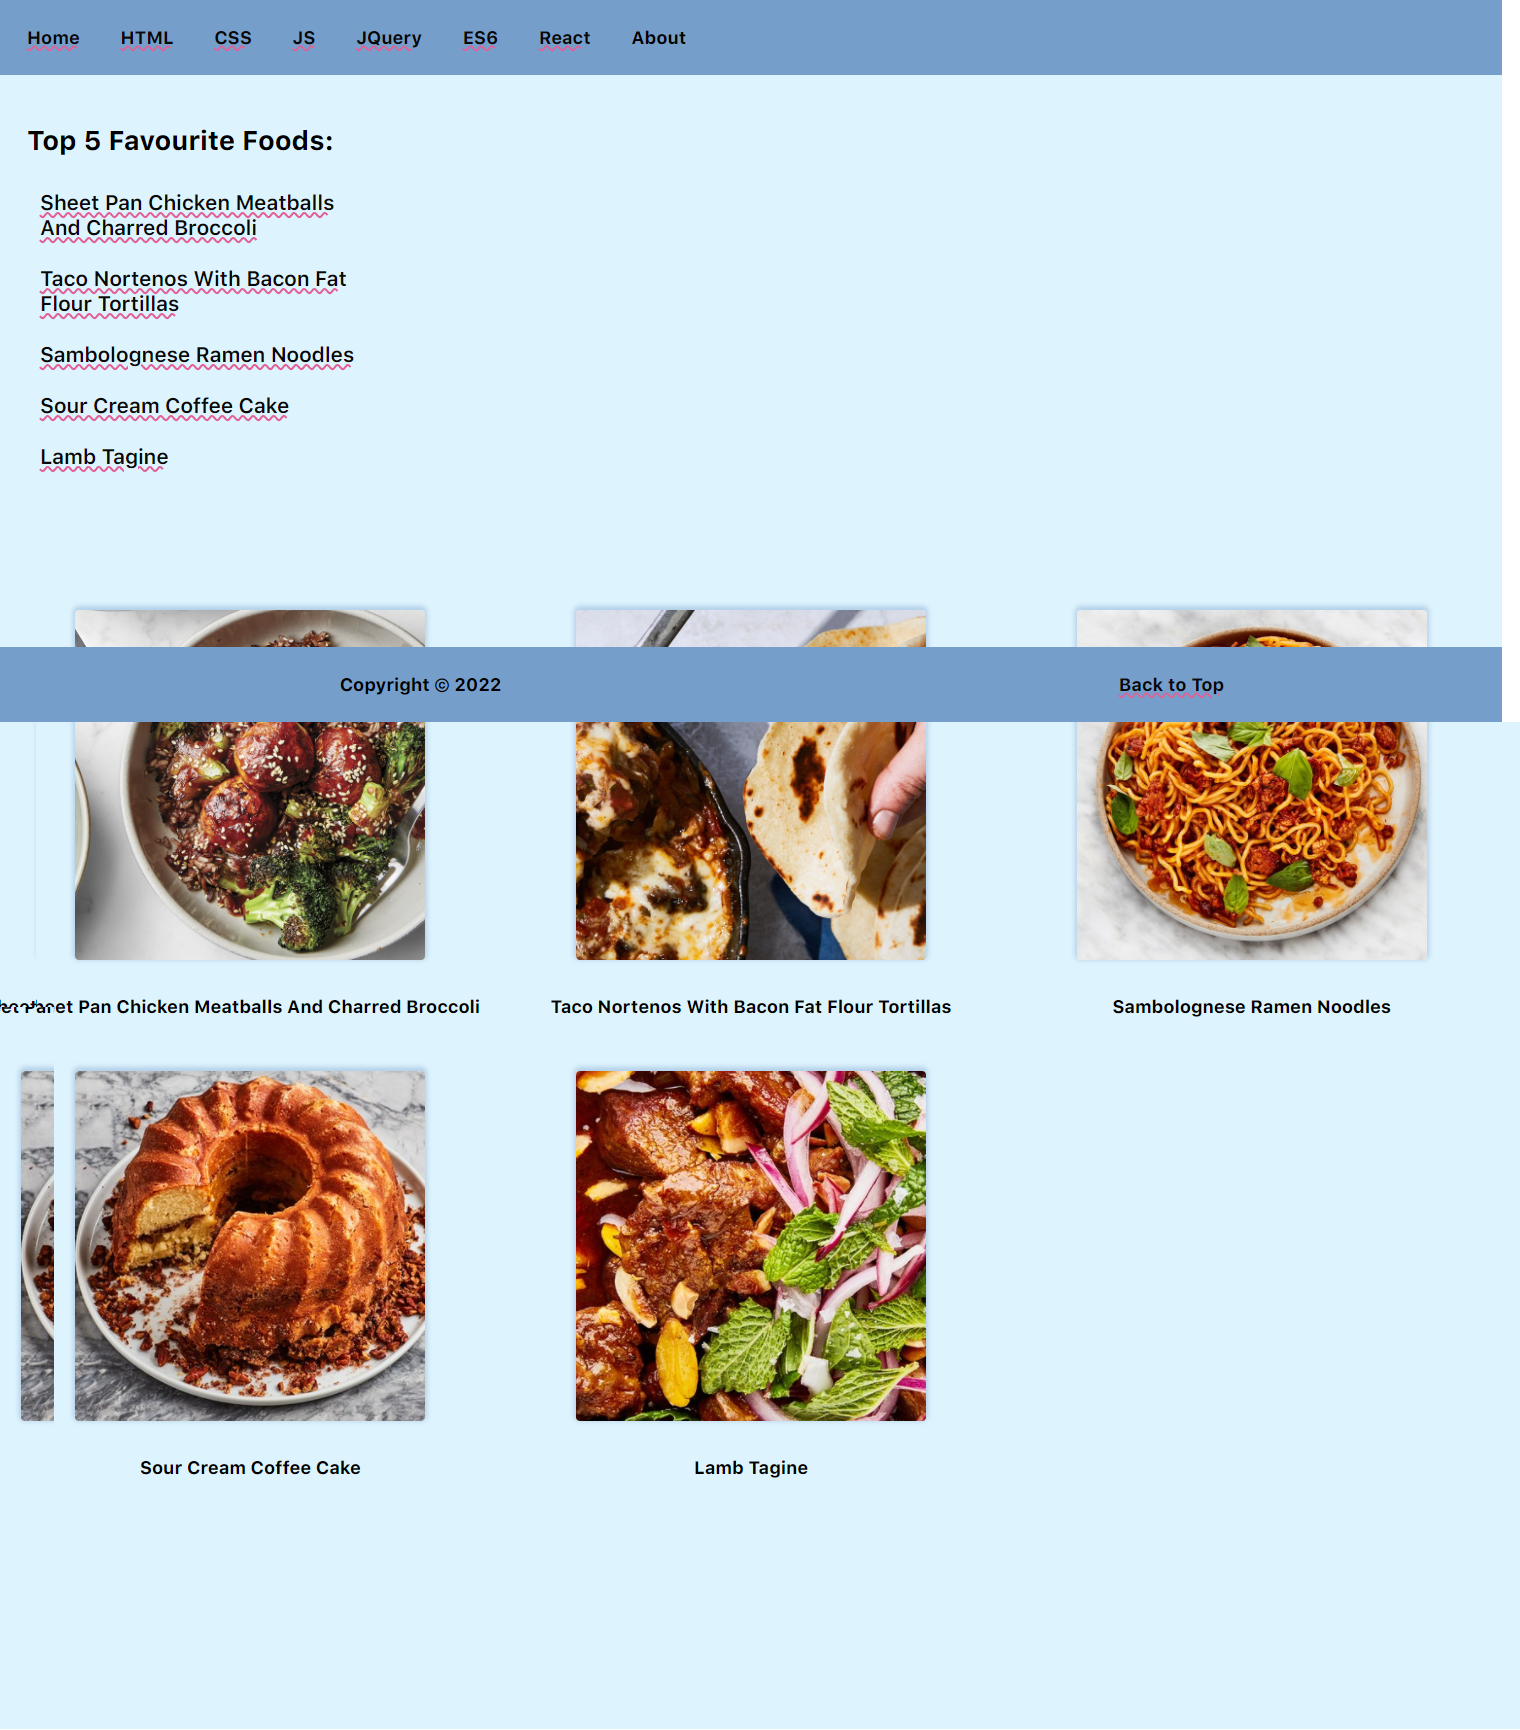 Home HTML CSS JS JQuery ES6 React About
Top 5 Favourite Foods:
Sheet Pan Chicken Meatballs
And Charred Broccoli
Taco Nortenos With Bacon Fat
Flour Tortillas
Sambolognese Ramen Noodles
Sour Cream Coffee Cake
Lamb Tagine
Copyright © 2022 Back to Top
Pan Chicken Meatballs And Charred Broccoli
Taco Nortenos With Bacon Fat Flour Tortillas
Sambolognese Ramen Noodles
Sour Cream Coffee Cake
Lamb Tagine